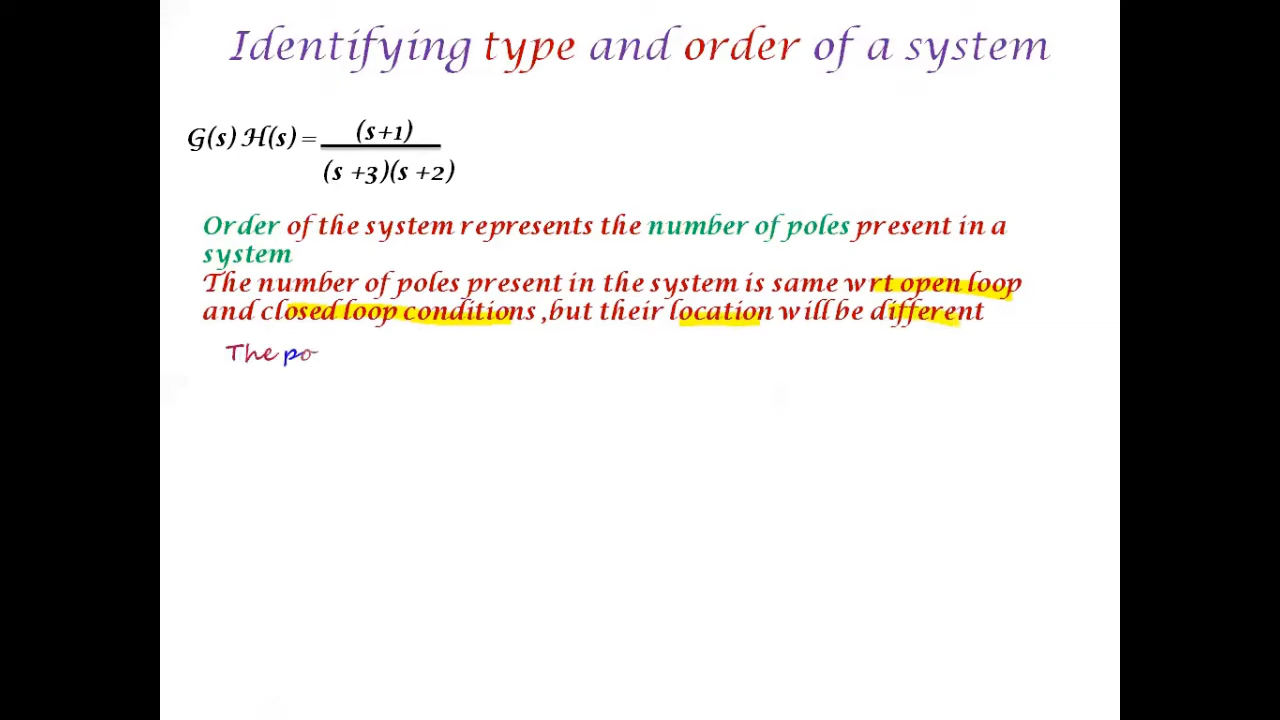 Identifying type and order of a system
G(s) H(s) = (s+1)
(s +3)(s +2)
Order of the system represents the number of poles present in a
system
The number of poles present in the system is same wrt open loop
and closed loop conditions ,but their location will be different
The po